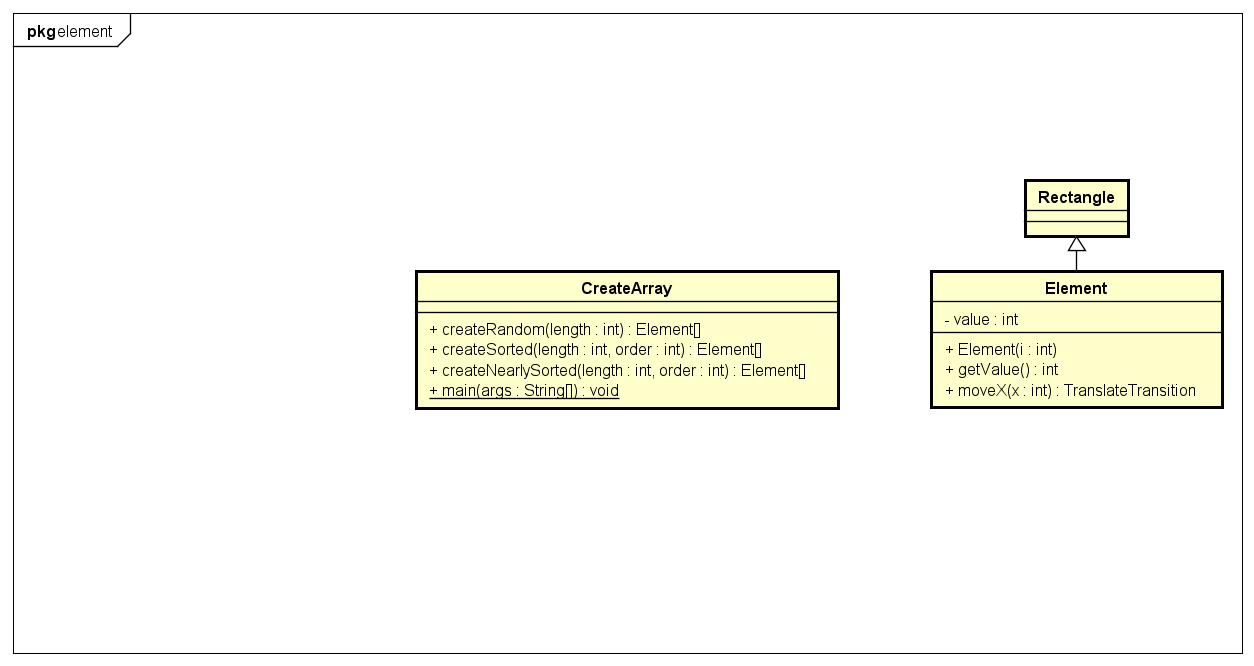 pkg element
Rectangle
CreateArray
+ createRandom(length : int) : Element[]
+ createSorted(length : int, order : int) : Element[]
+ createNearlySorted(length : int, order : int) : Element[]
+ main(args : String[]) : void
Element
- value : int
+ Element(i : int)
+ getValue() : int
+ moveX(x : int) : TranslateTransition